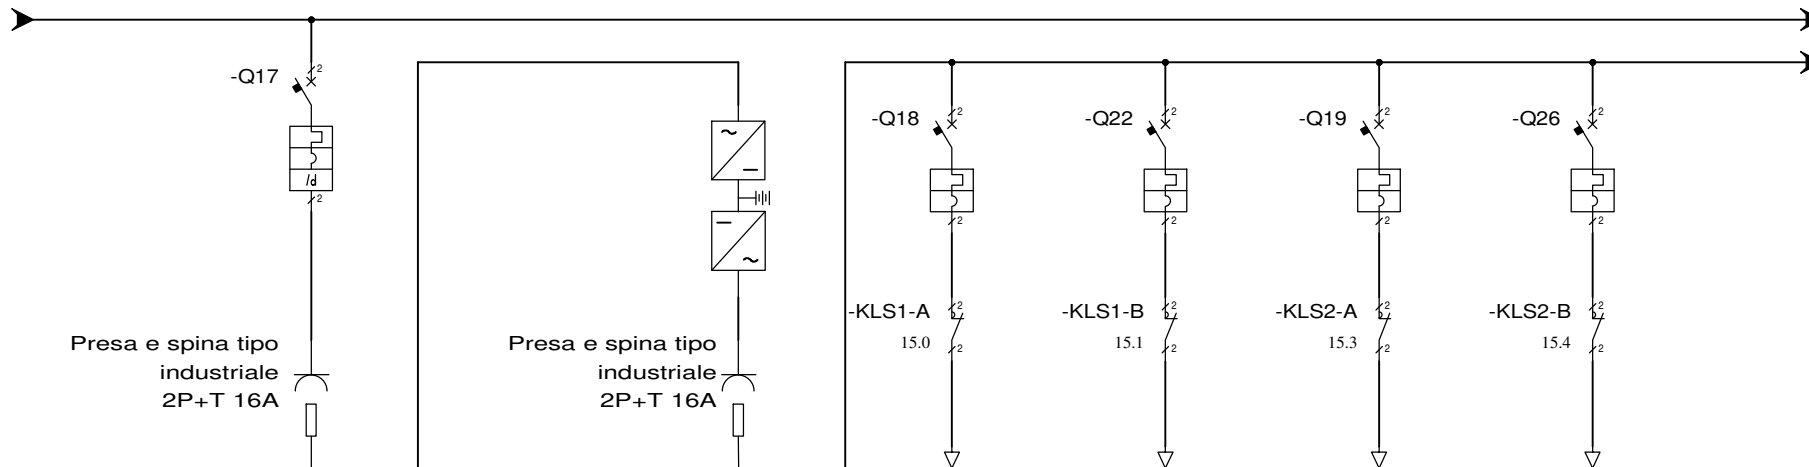 -Q17
2
/d
2
Presa e spina tipo
industriale
2P+T 16A
Presa e spina tipo
industriale
2P+T 16A
-Q18
2
2
-KLS1-A
2
15.0
2
-Q22
2
2
-KLS1-B
2
15.1
2
-Q19
2
2
-KLS2-A
2
15.3
2
-Q26
2
2
-KLS2-B
2
15.4
2